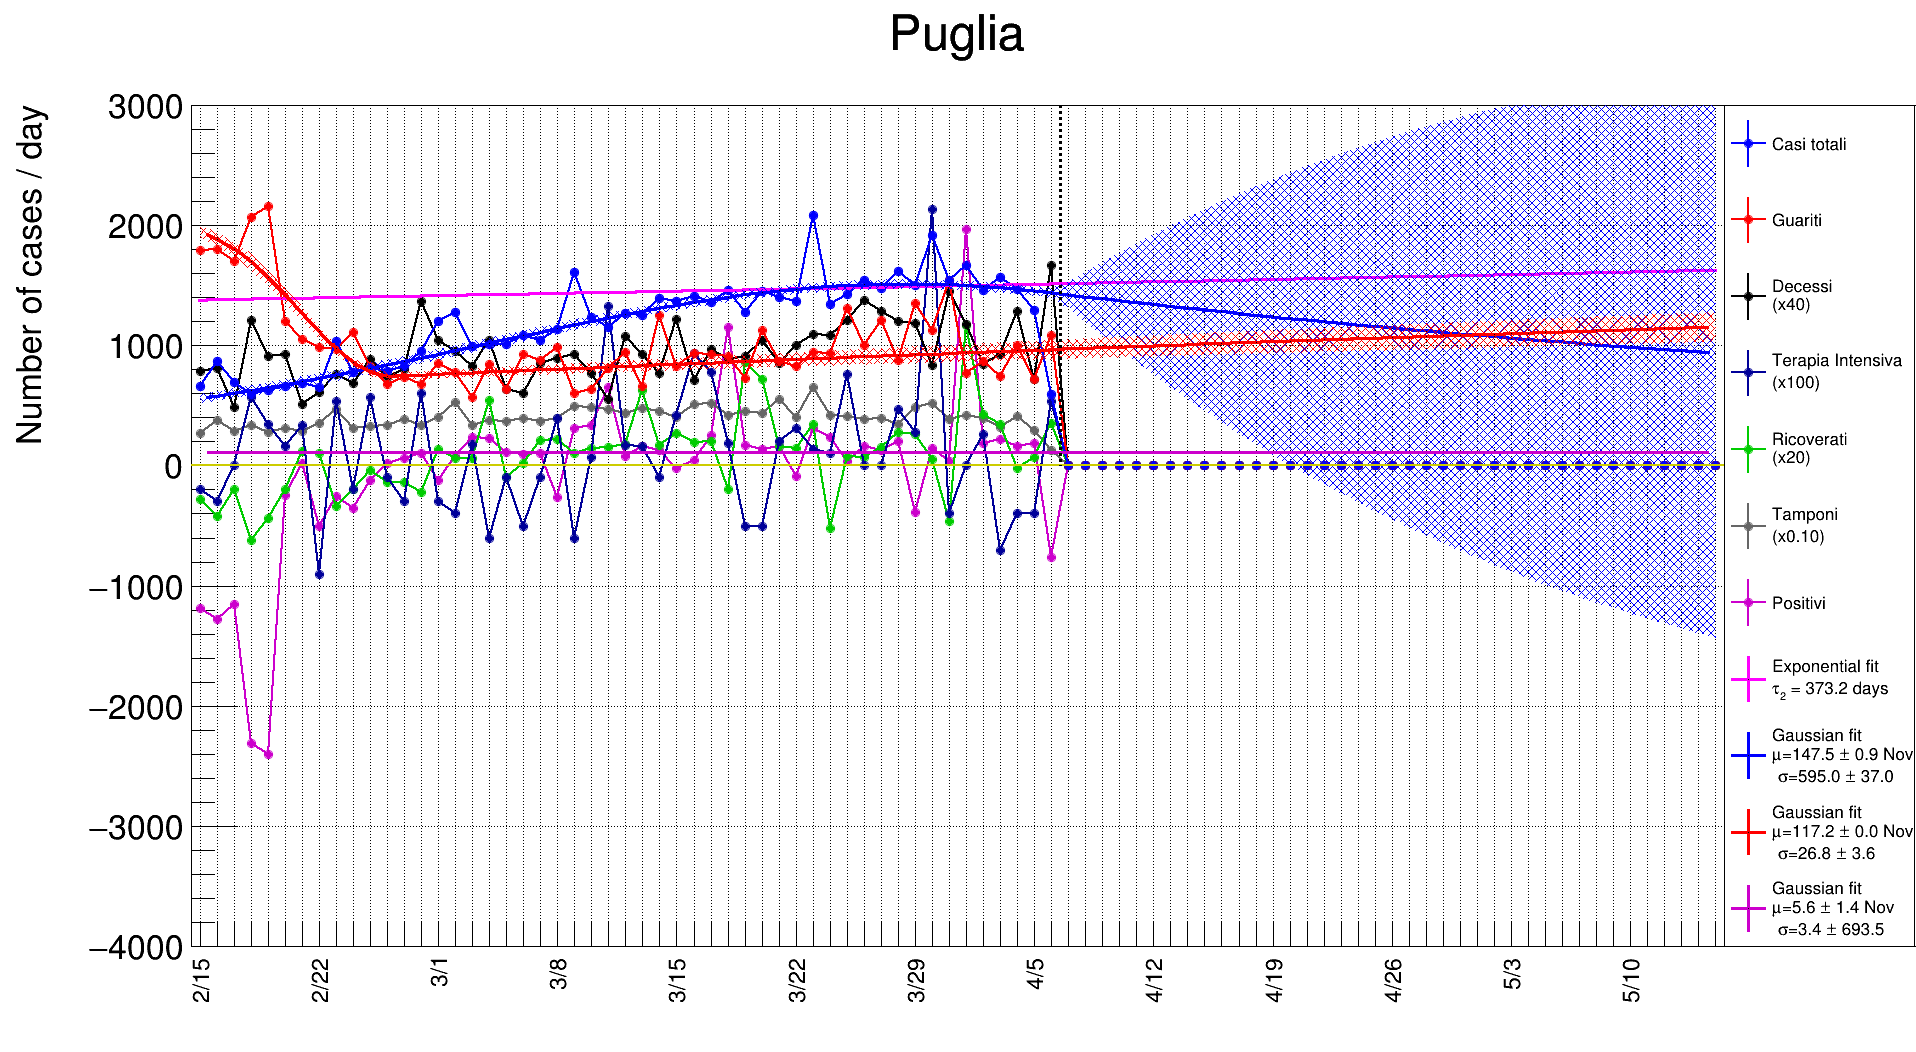 Puglia
Number of cases / day
3000
2000
1000
0
−1000
−2000
−3000
−4000
2/15
2/22
3/1
3/8
3/15
3/22
3/29
4/5
4/12
4/19
4/26
5/3
5/10
Casi totali
Guariti
Decessi
(x40)
Terapia Intensiva
(x100)
Ricoverati
(x20)
Tamponi
(x0.10)
Positivi
Exponential fit
τ2 = 373.2 days
Gaussian fit
μ=147.5 ± 0.9 Nov
σ=595.0 ± 37.0
Gaussian fit
μ=117.2 ± 0.0 Nov
σ=26.8 ± 3.6
Gaussian fit
μ=5.6 ± 1.4 Nov
σ=3.4 ± 693.5